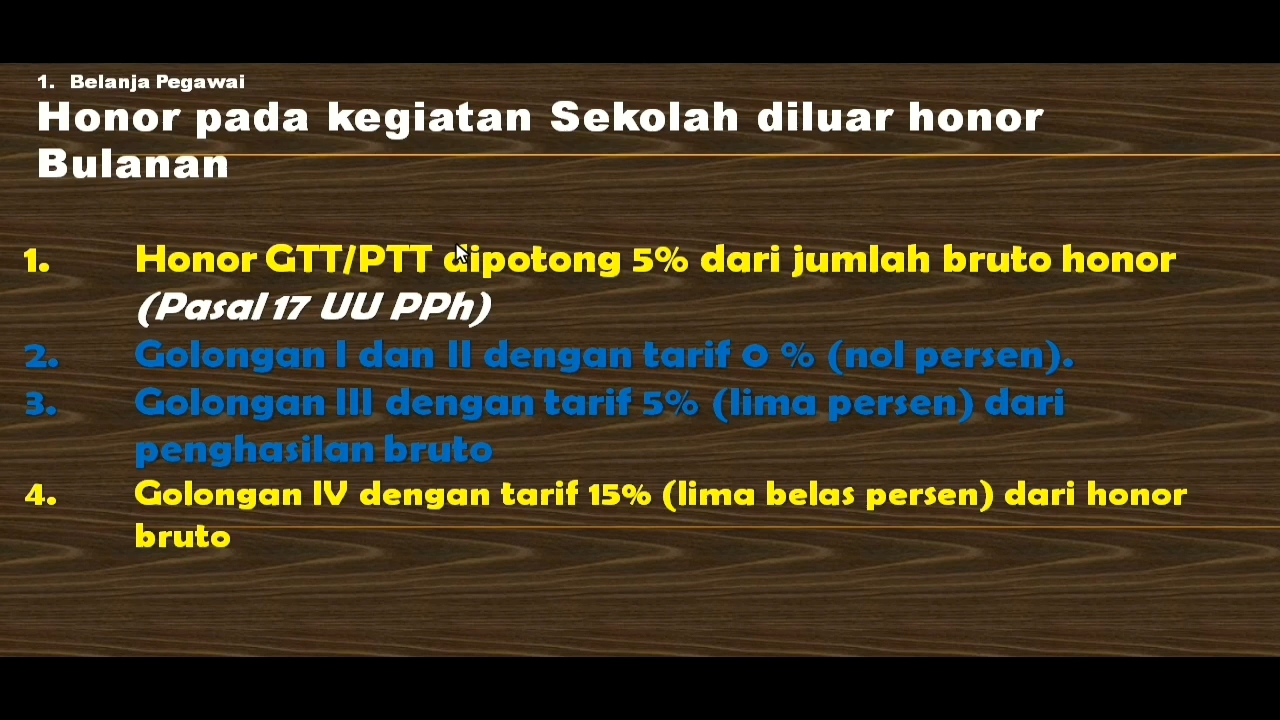 1. Belanja Pegawai
Honor pada kegiatan Sekolah diluar honor
Bulanan
1. Honor GTT/PTT dipotong 5% dari jumlah bruto honor
(Pasal 17 UU PPh)
2. Golongan I dan II dengan tarif 0 % (nol persen).
3. Golongan III dengan tarif 5% (lima persen) dari
penghasilan bruto
4. Golongan IV dengan tarif 15% (lima belas persen) dari honor
bruto